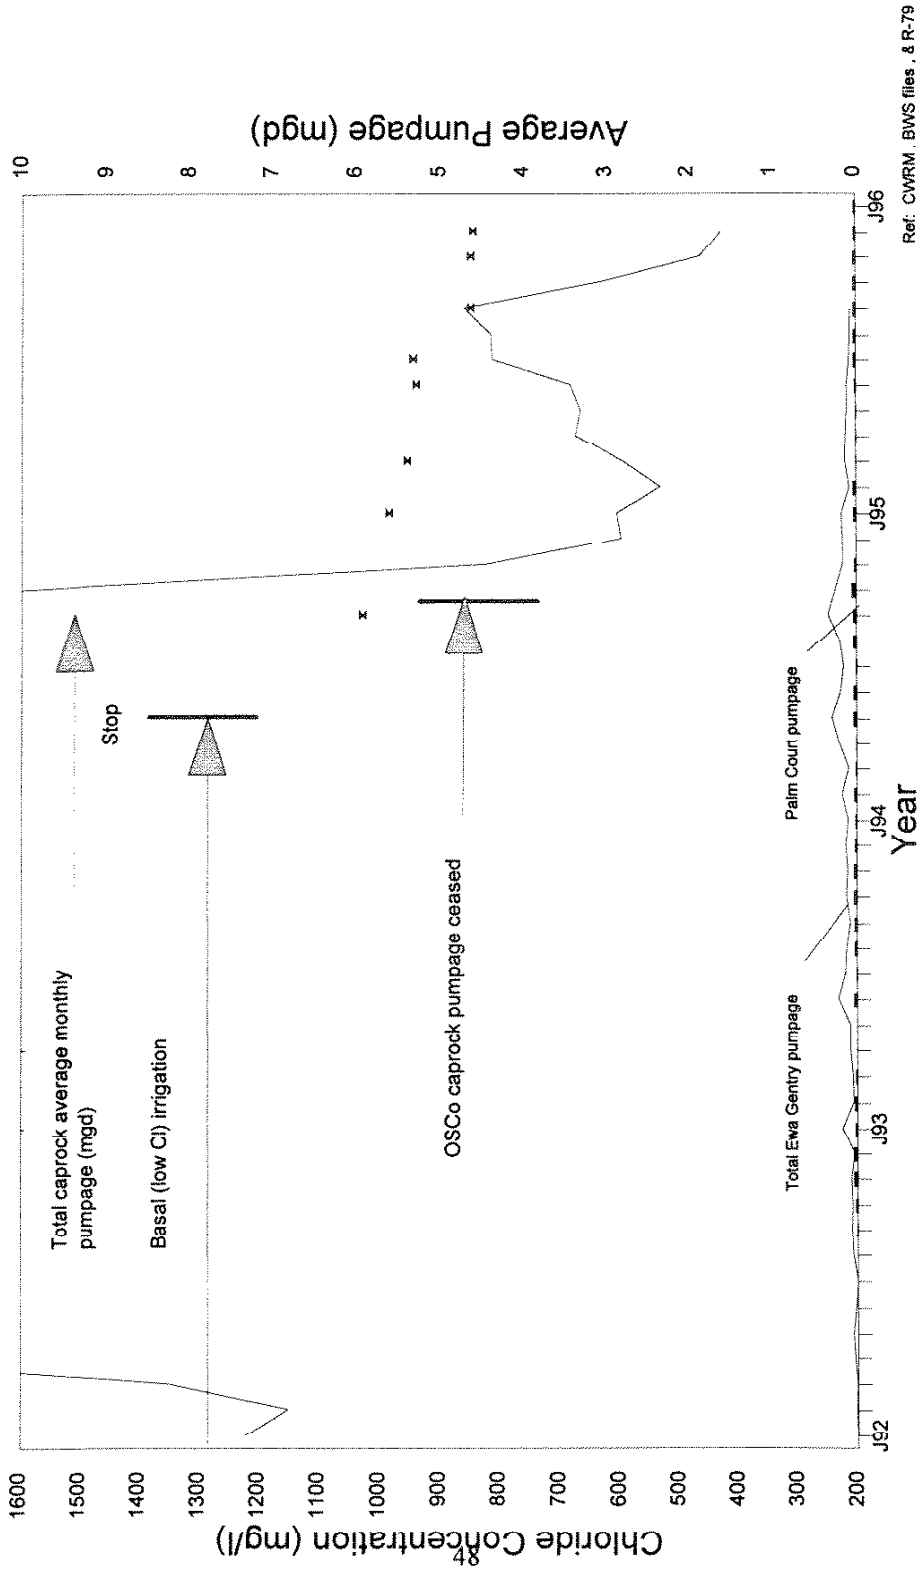 Chloride Concentration (mg/l)
1600
1500
1400
1300
1200
1100
1000
900
800
700
600
500
400
300
200
Total caprock average monthly
pumpage (mgd)
Stop
Basal (low Cl) irrigation
OSCo caprock pumpage ceased
Total Ewa Gentry pumpage
Palm Court pumpage
J92
J93
J94
J95
J96
Year
10
9
8
7
6
5
4
3
2
1
0
Average Pumpage (mgd)
Ref: CWRM, BWS files, & R-79
48